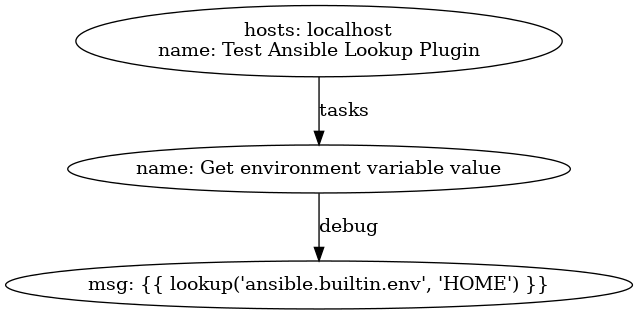 hosts: localhost
name: Test Ansible Lookup Plugin
tasks
name: Get environment variable value
debug
msg: {{ lookup('ansible.builtin.env', 'HOME') }}